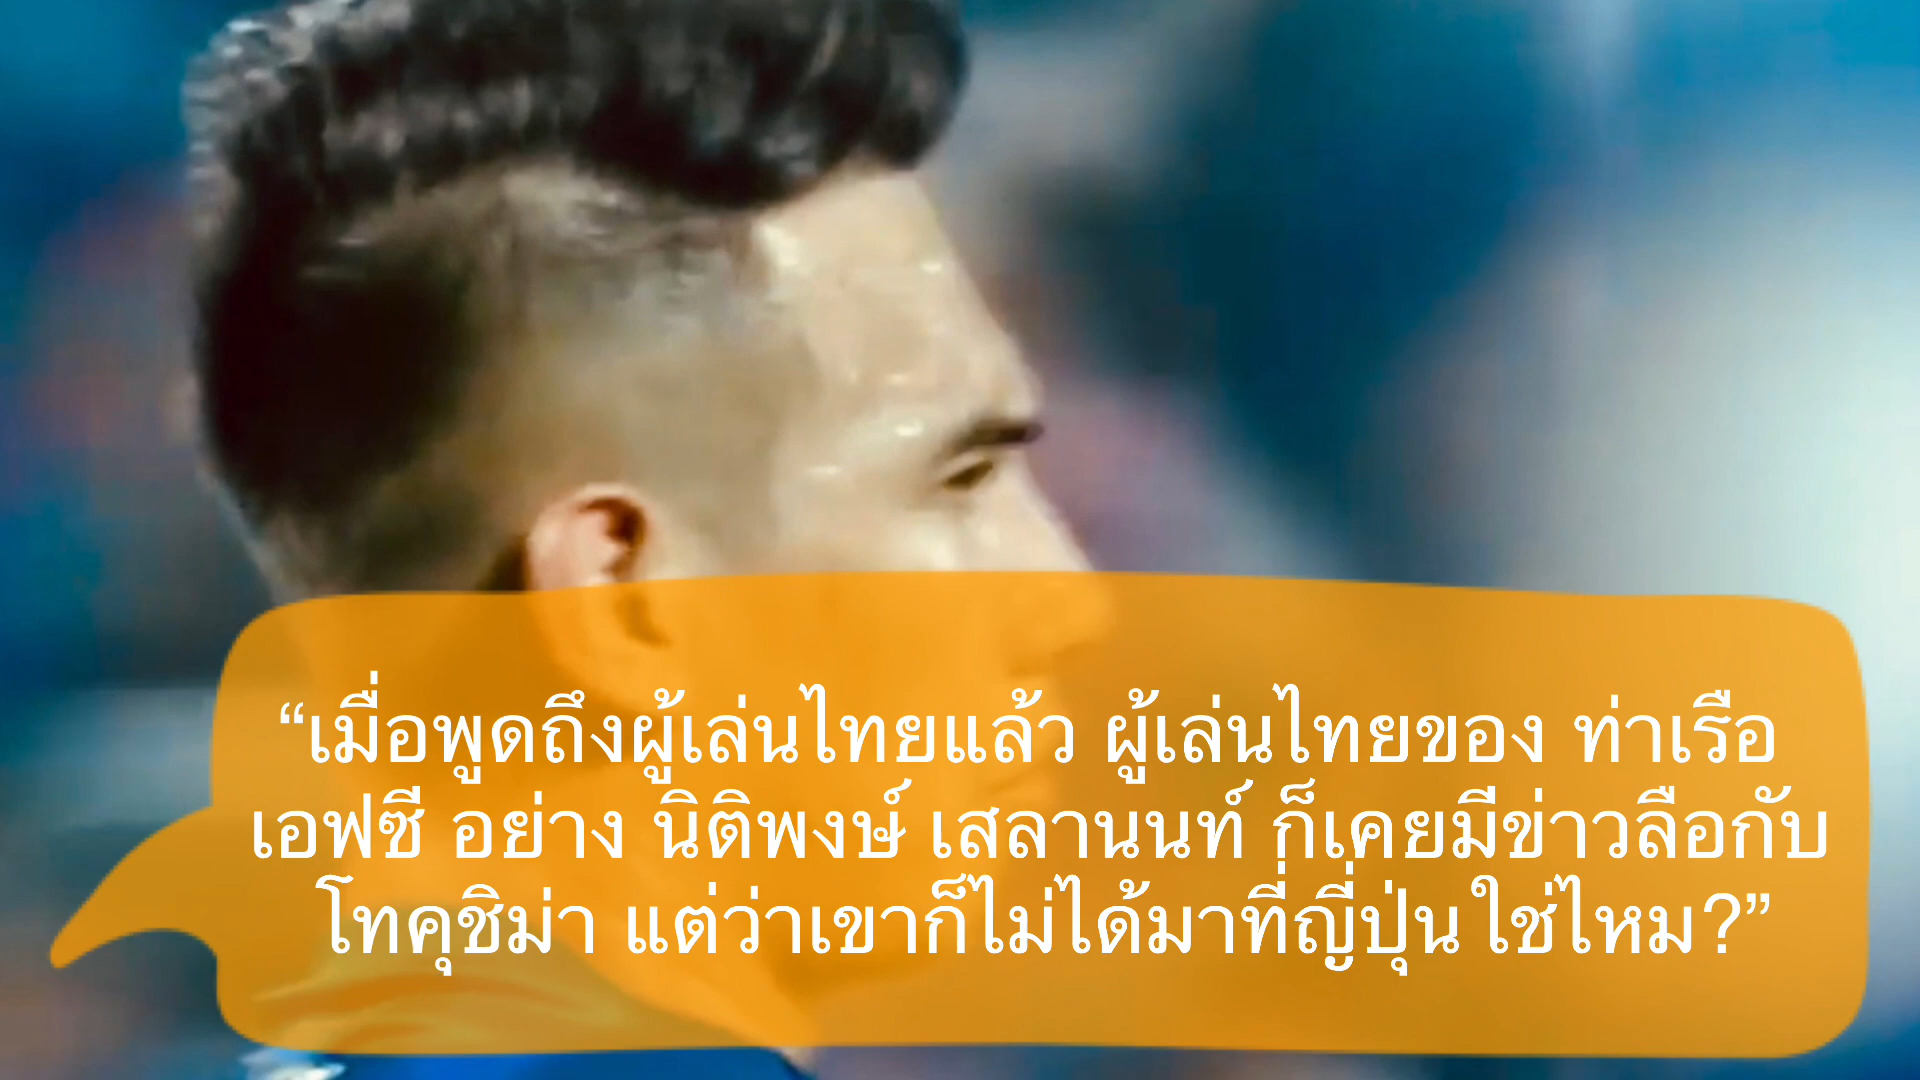 “เมื่อพูดถึงผู้เล่นไทยแล้ว ผู้เล่นไทยของ ท่าเรือ
เอฟซี อย่าง นิติพงษ์ เสลานนท์ ก็เคยมีข่าวลือกับ
โทคุชิม่า แต่ว่าเขาก็ไม่ได้มาที่ญี่ปุ่นใช่ไหม?”